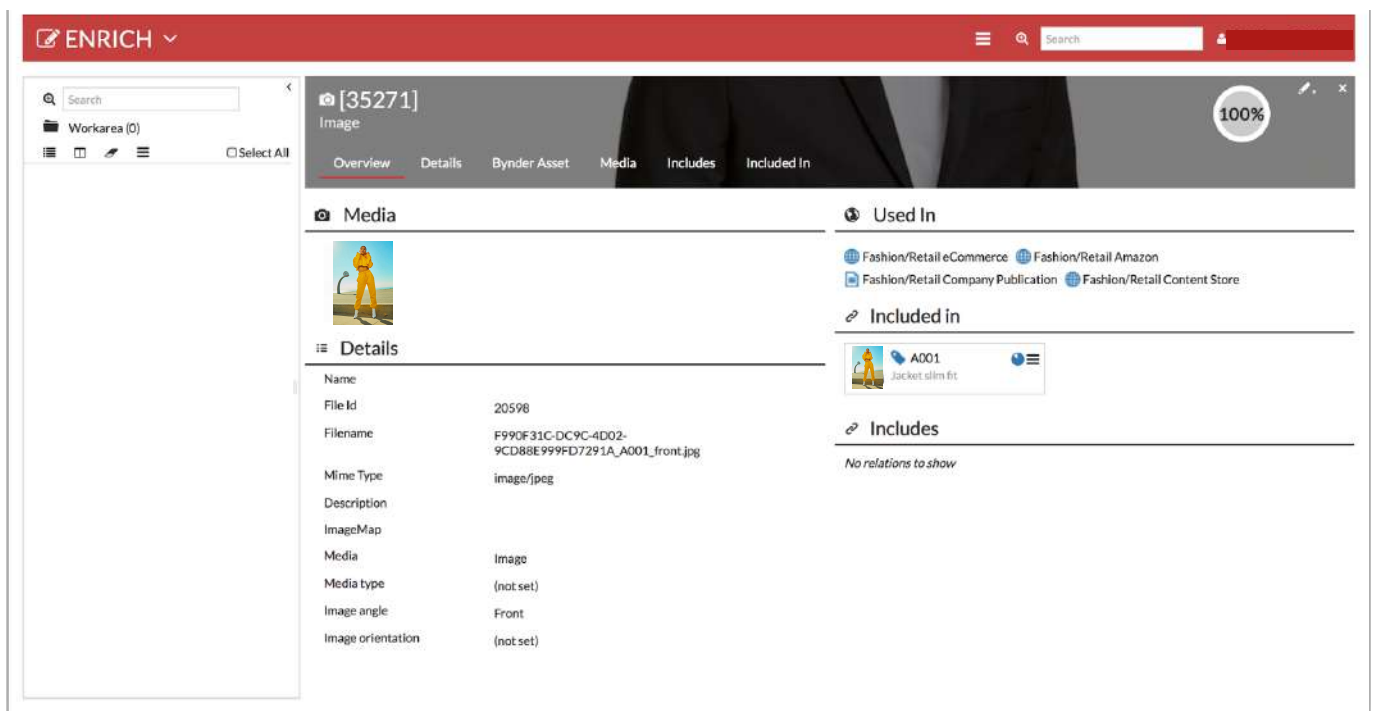 ENRICH
Search
Search
Workarea (0)
Select All
[35271]
Image
100%
Overview Details Bynder Asset Media Includes Included In
Media
Details
Name
File Id 20598
Filename F990F31C-DC9C-4D02-
9CD88E999FD7291A_A001_front.jpg
Mime Type image/jpeg
Description
ImageMap
Media Image
Media type (not set)
Image angle Front
Image orientation (not set)
Used In
Fashion/Retail eCommerce Fashion/Retail Amazon
Fashion/Retail Company Publication Fashion/Retail Content Store
Included in
A001
Jacket slim fit
Includes
No relations to show